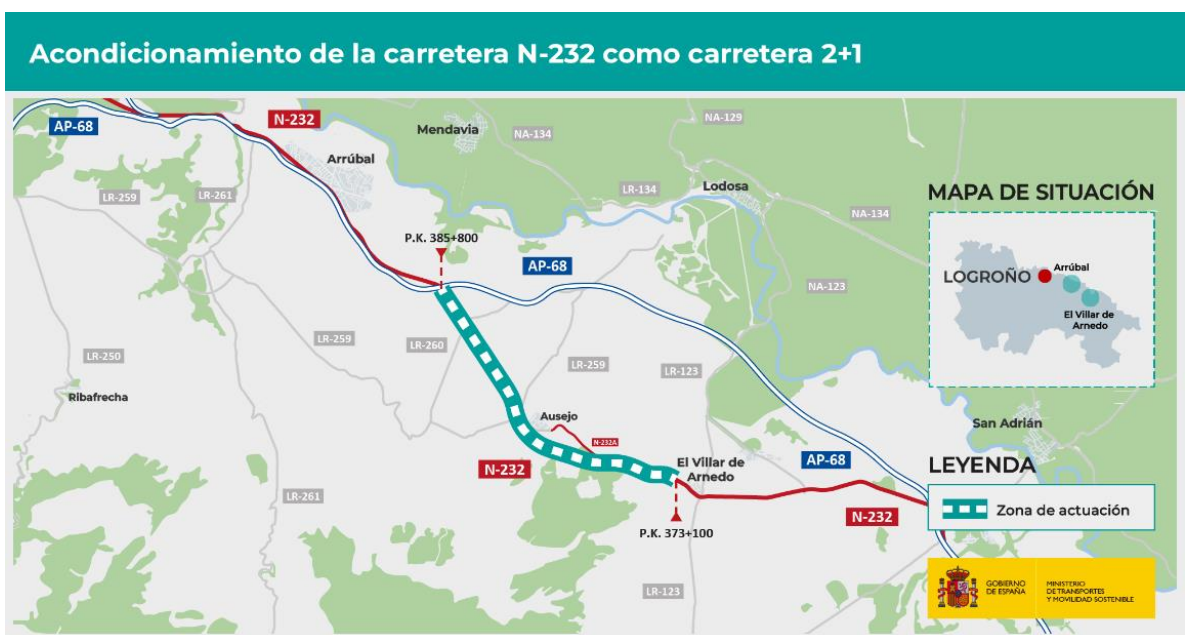 Acondicionamiento de la carretera N-232 como carretera 2+1
AP-68
N-232
Mendavia
NA-134
NA-129
Arrúbal
LR-259
LR-261
LR-134
Lodosa
NA-134
P.K. 385+800
AP-68
NA-123
LR-250
LR-259
LR-260
LR-259
LR-123
Ribafrecha
Ausejo
N-232A
N-232
El Villar de
Arnedo
AP-68
San Adrián
LR-261
N-232
P.K. 373+100
LR-123
MAPA DE SITUACIÓN
LOGROÑO
Arrúbal
El Villar de
Arnedo
LEYENDA
Zona de actuación
GOBIERNO
DE ESPAÑA
MINISTERIO
DE TRANSPORTES
Y MOVILIDAD SOSTENIBLE